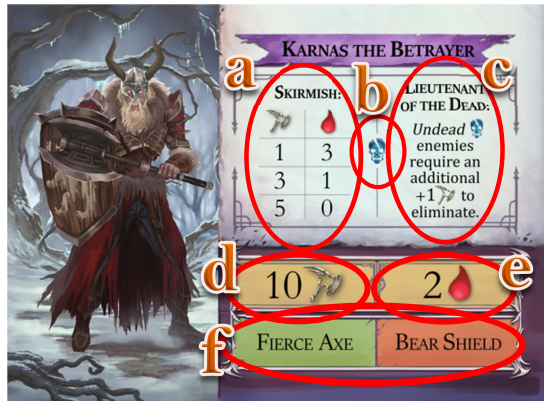 KARNAS THE BETRAYER
a
SKIRMISH:
1 3
3 1
5 0
b
c
LIEUTENANT
OF THE DEAD:
Undead
enemies
require an
additional
+1 to
eliminate.
d
10
e
2
f
FIERCE AXE
BEAR SHIELD